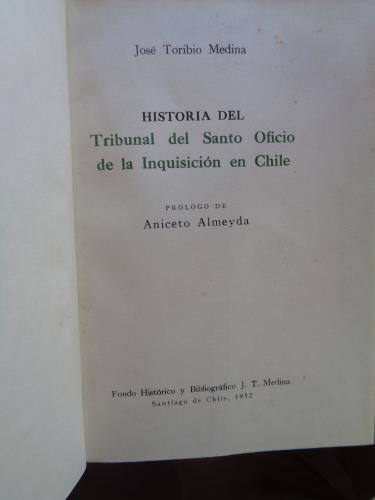 José Toribio Medina
HISTORIA DEL
Tribunal del Santo Oficio
de la Inquisición en Chile
PROLOGO DE
Aniceto Almeyda
Fondo Histórico y Bibliográfico J. T. Medina
Santiago de Chile, 1952